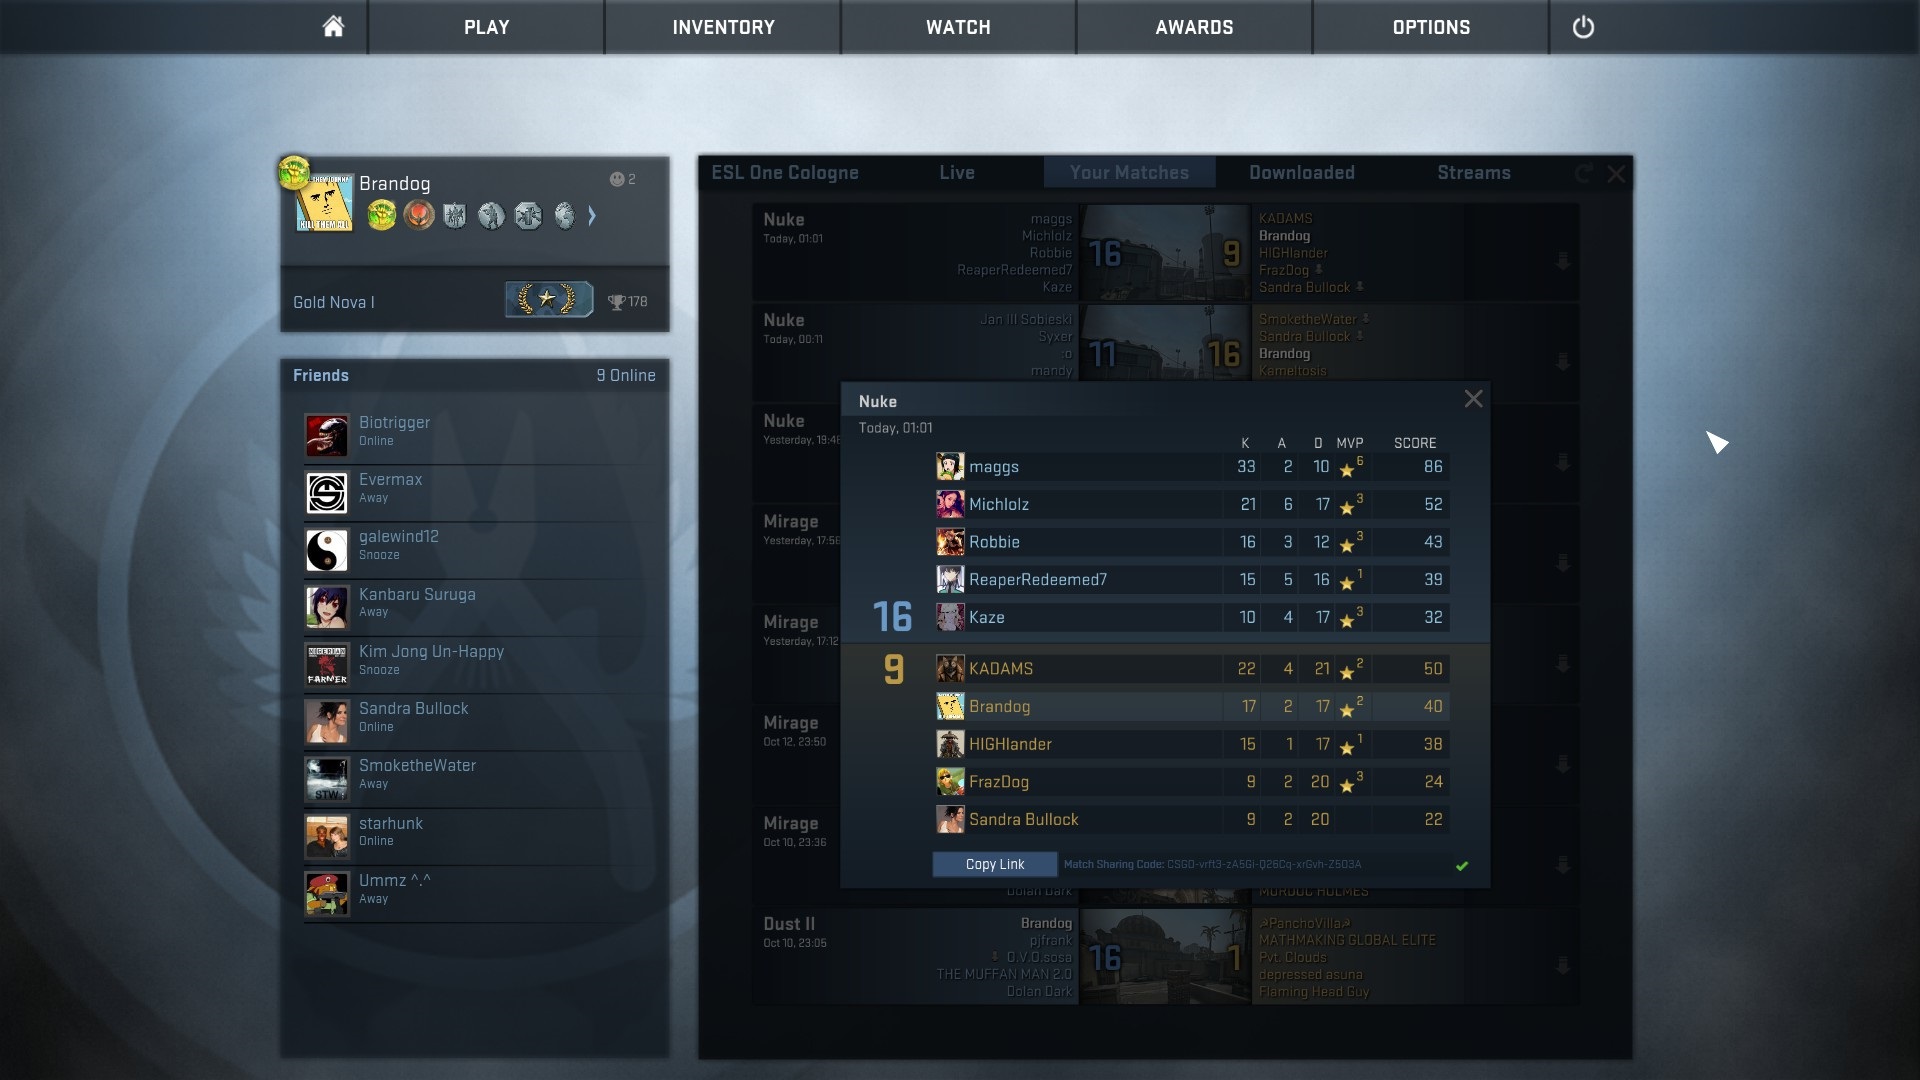 PLAY
INVENTORY
WATCH
AWARDS
OPTIONS
Brandog
2
Gold Nova I
178
Friends
9 Online
Biotrigger
Online
Evermax
Away
galewind12
Snooze
Kanbaru Suruga
Away
Kim Jong Un-Happy
Snooze
Sandra Bullock
Online
SmoketheWater
Away
starhunk
Online
Ummz ^.^
Away
ESL One Cologne
Live
Your Matches
Downloaded
Streams
Nuke
Today, 01:01
maggs
Michlolz
Robbie
ReaperRedeemed7
Kaze
16
9
KADAMS
Brandog
HIGHlander
FrazDog
Sandra Bullock
Nuke
Today, 00:11
Jan III Sobieski
Syxer
:o
mandy
11
16
SmoketheWater
Sandra Bullock
Brandog
Kameltosis
Nuke
Mirage
Mirage
Yesterday, 17:12
Mirage
Oct 12, 23:50
Mirage
Oct 10, 23:36
Nuke
Today, 01:01
K A D MVP SCORE
maggs 33 2 10 6 86
Michlolz 21 6 17 3 52
Robbie 16 3 12 3 43
ReaperRedeemed7 15 5 16 1 39
16 Kaze 10 4 17 3 32
9 KADAMS 22 4 21 2 50
Brandog 17 2 17 2 40
HIGHlander 15 1 17 1 38
FrazDog 9 2 20 3 24
Sandra Bullock 9 2 20 22
Copy Link
Match Sharing Code:
Dolan Dark
MURDOC HOLMES
Dust II
Oct 10, 23:05
Brandog
pjfrank
O.V.O.sosa
THE MUFFAN MAN 2.0
Dolan Dark
16
1
☭PanchoVilla☭
MATHMAKING GLOBAL ELITE
Pvt. Clouds
depressed asuna
Flaming Head Guy